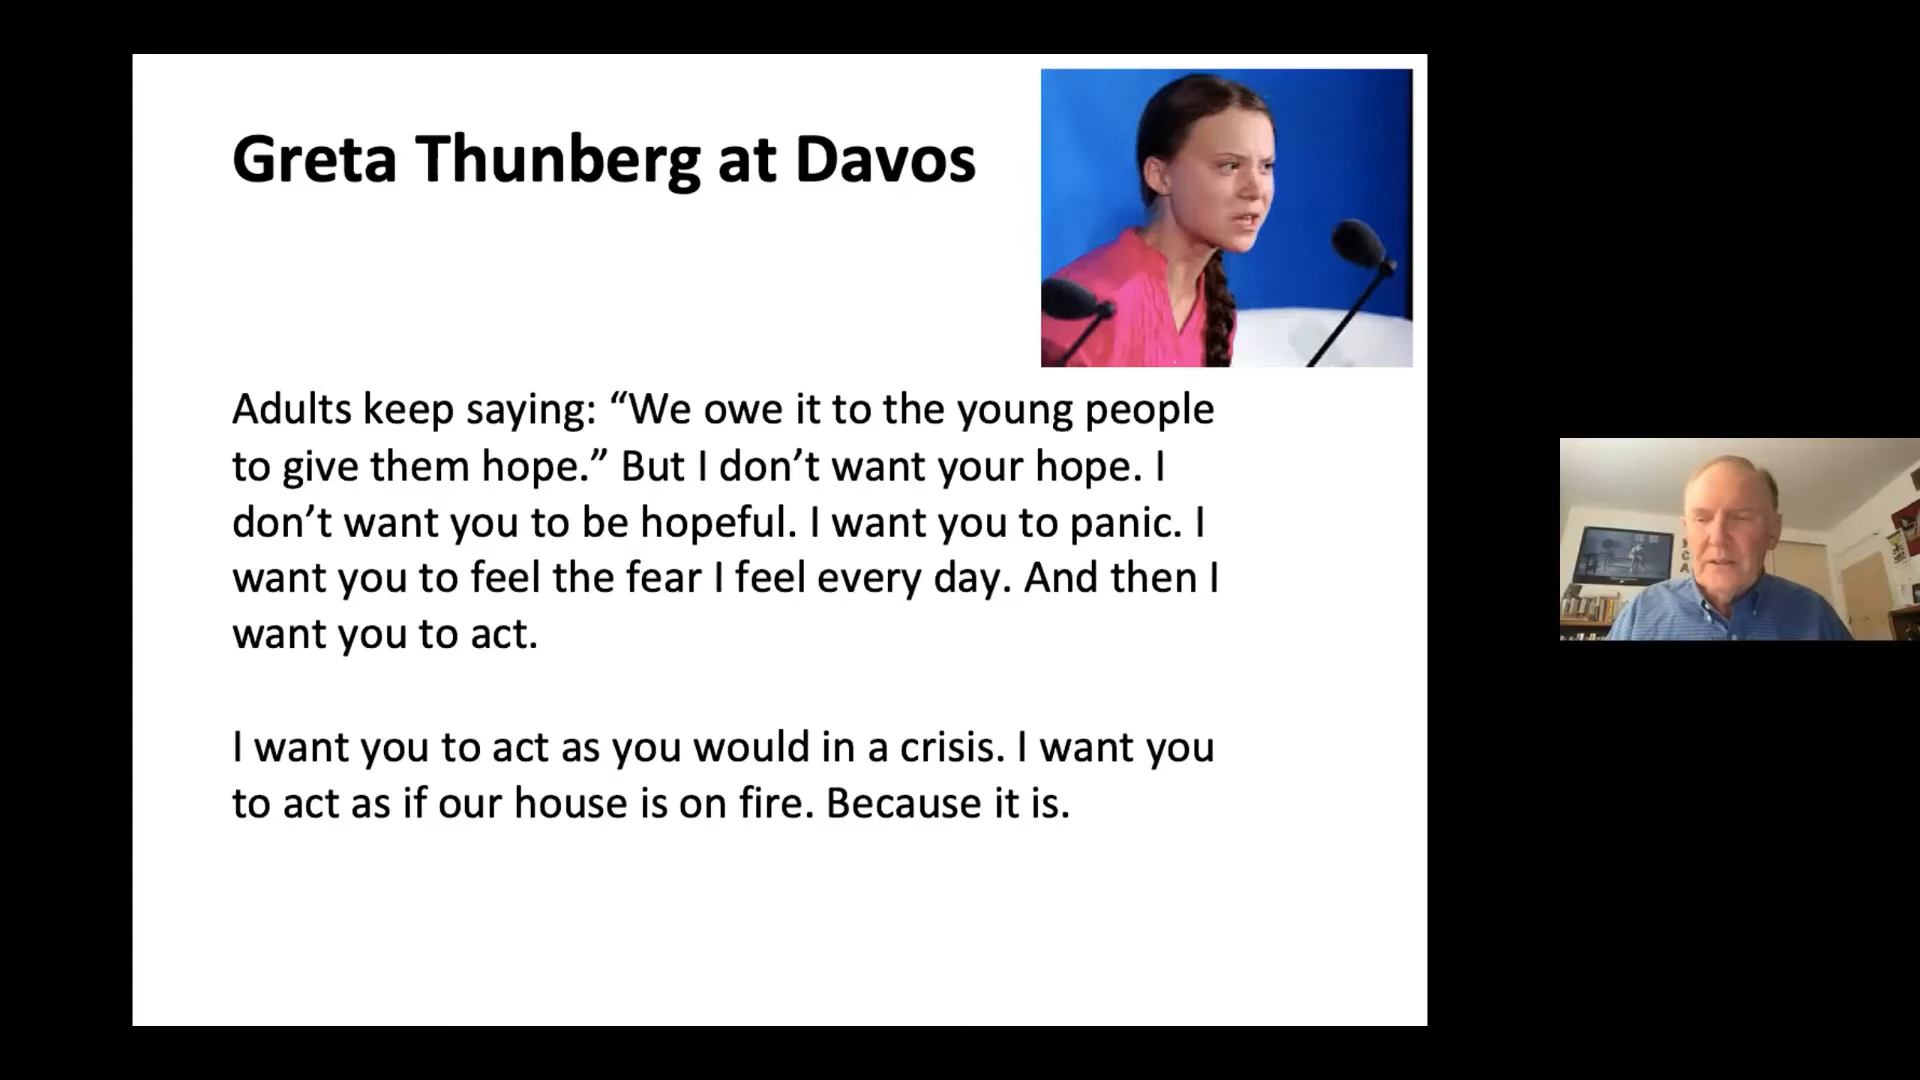 Greta Thunberg at Davos
Adults keep saying: “We owe it to the young people
to give them hope.” But I don’t want your hope. I
don’t want you to be hopeful. I want you to panic. I
want you to feel the fear I feel every day. And then I
want you to act.
I want you to act as you would in a crisis. I want you
to act as if our house is on fire. Because it is.